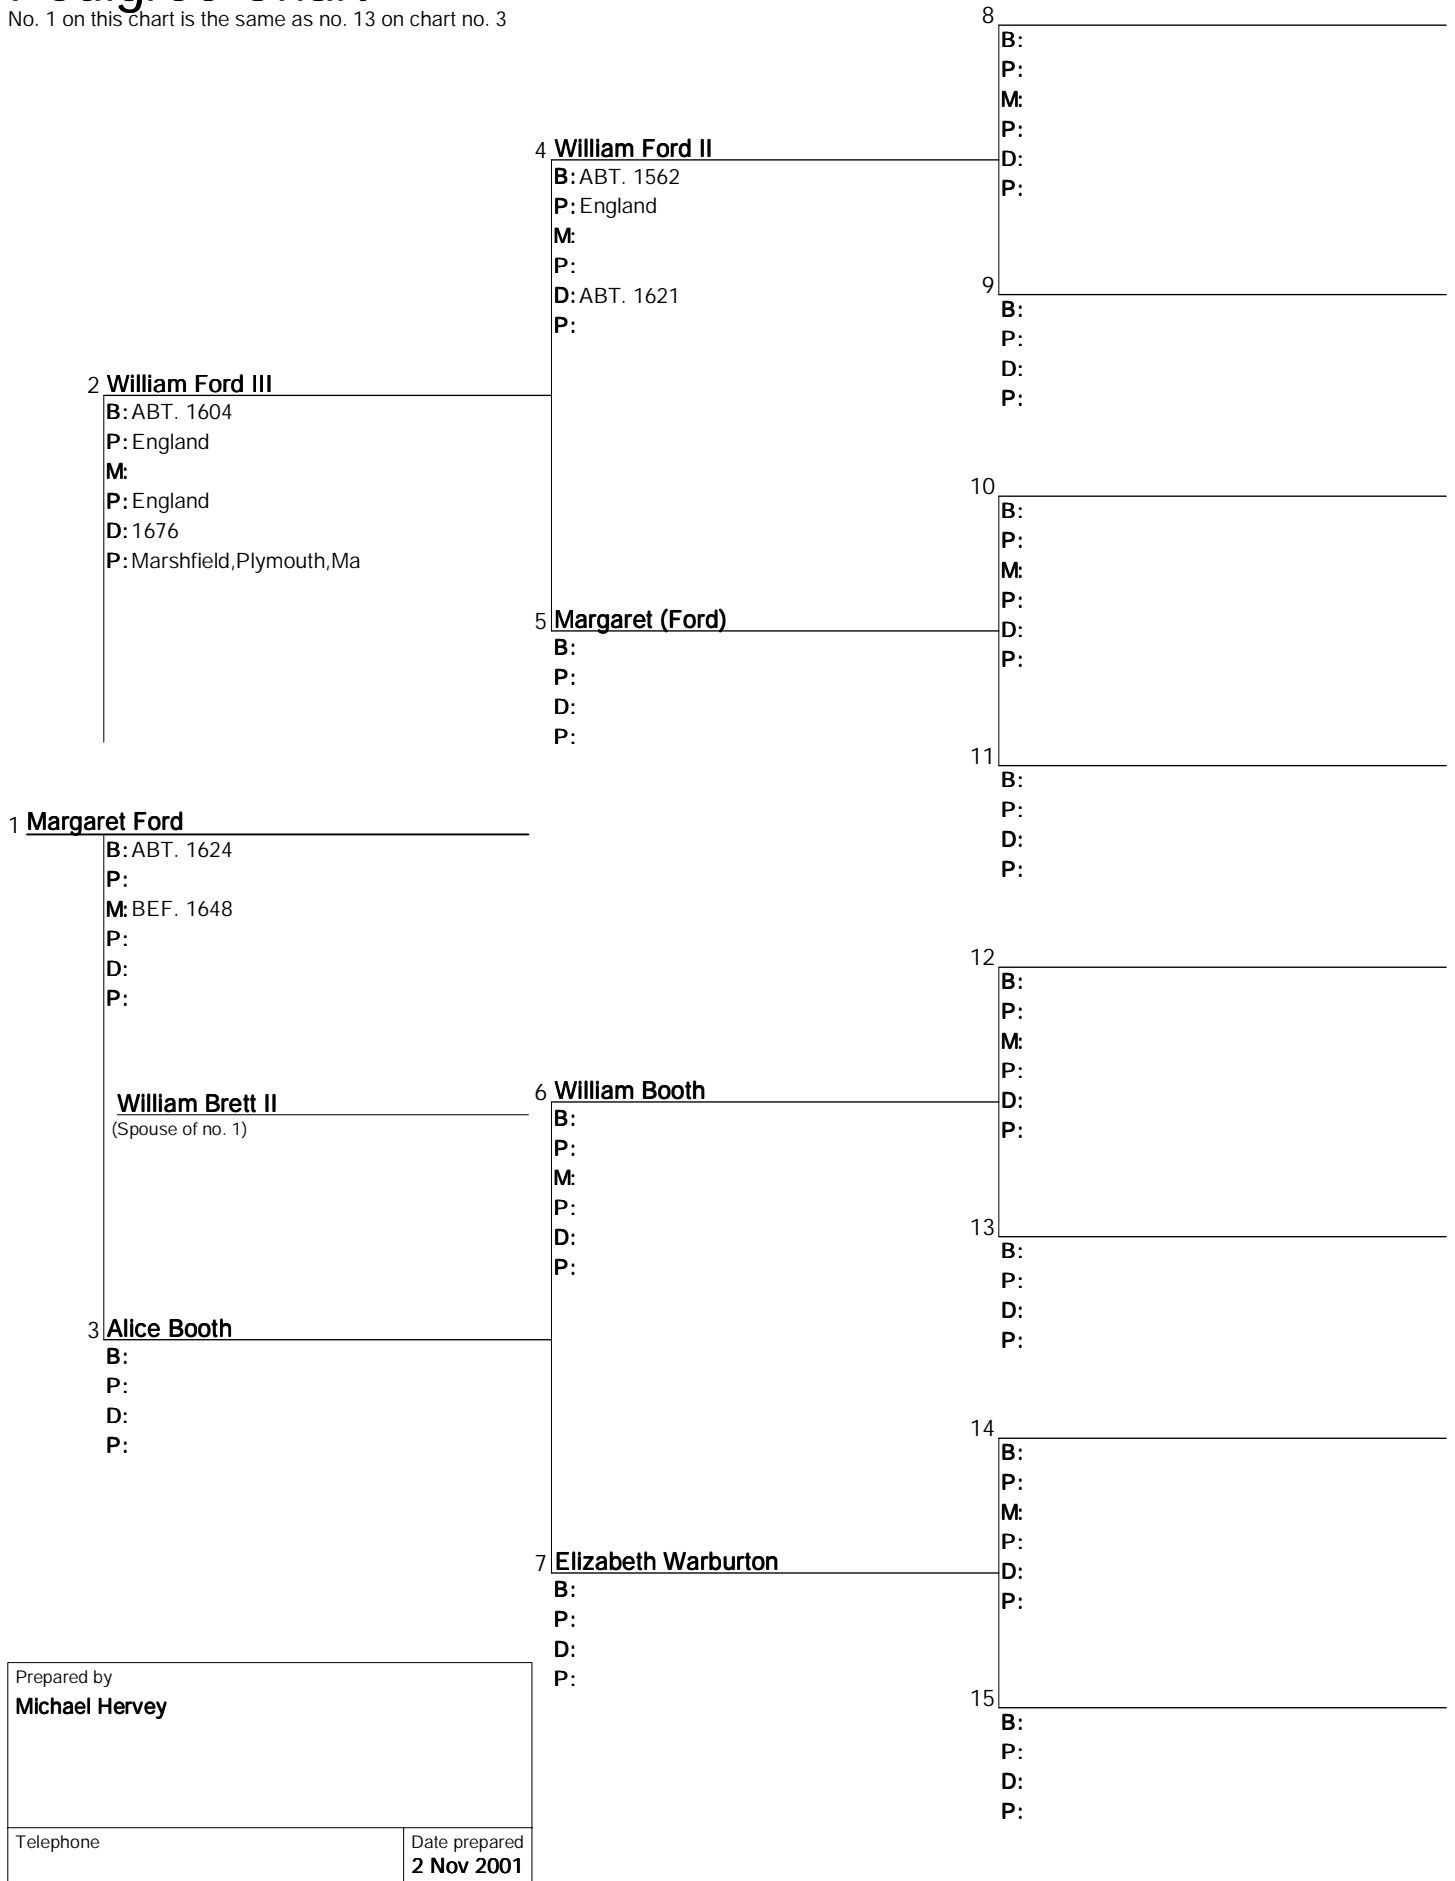 Pedigree Chart
No. 1 on this chart is the same as no. 13 on chart no. 3
8
B:
P:
M:
P:
D:
P:
4 William Ford II
B: ABT. 1562
P: England
M:
P:
D: ABT. 1621
P:
9
B:
P:
D:
P:
2 William Ford III
B: ABT. 1604
P: England
M:
P: England
D: 1676
P: Marshfield,Plymouth,Ma
10
B:
P:
M:
P:
D:
P:
5 Margaret (Ford)
B:
P:
D:
P:
11
B:
P:
D:
P:
1 Margaret Ford
B: ABT. 1624
P:
M: BEF. 1648
P:
D:
P:
12
B:
P:
M:
P:
D:
P:
William Brett II
(Spouse of no. 1)
6 William Booth
B:
P:
M:
P:
D:
P:
13
B:
P:
D:
P:
3 Alice Booth
B:
P:
D:
P:
14
B:
P:
M:
P:
D:
P:
7 Elizabeth Warburton
B:
P:
D:
P:
15
B:
P:
D:
P:
Prepared by
Michael Hervey
Telephone
Date prepared
2 Nov 2001